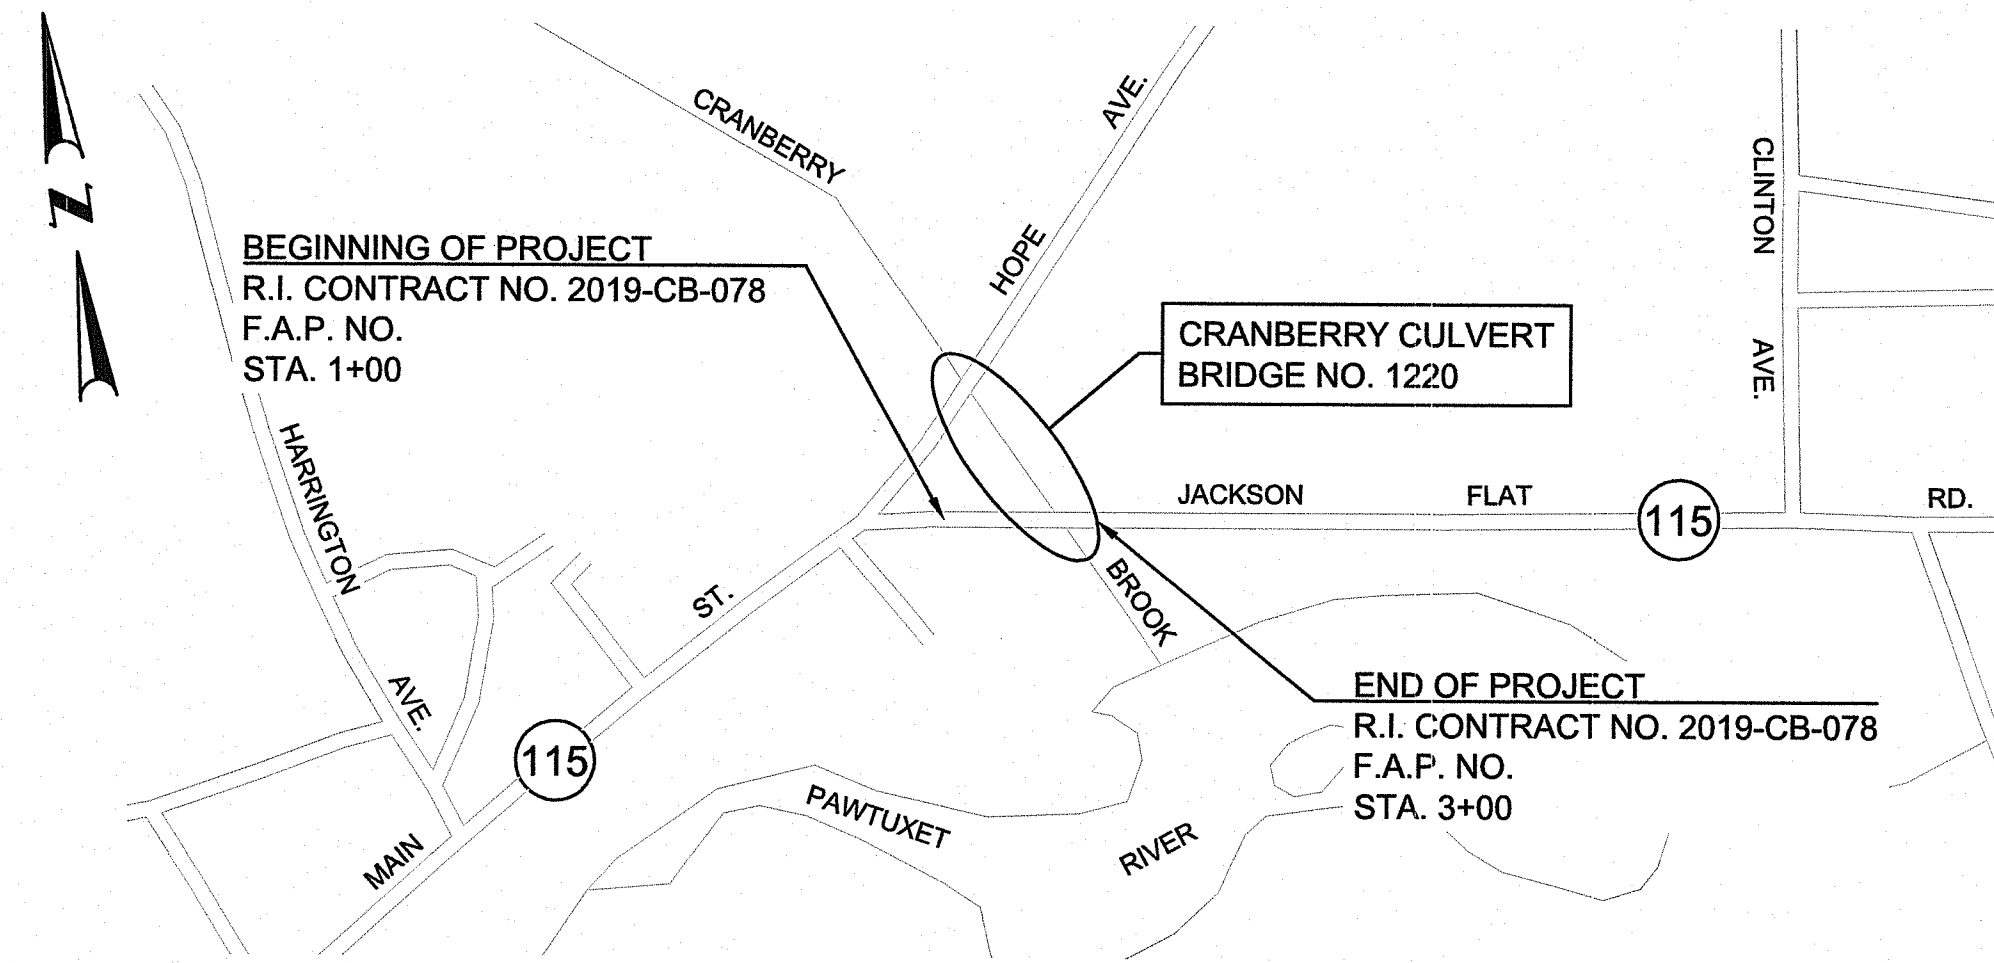 N
CRANBERRY
HOPE
AVE.
CLINTON
AVE.
BEGINNING OF PROJECT
R.I. CONTRACT NO. 2019-CB-078
F.A.P. NO.
STA. 1+00
CRANBERRY CULVERT
BRIDGE NO. 1220
HARRINGTON
AVE.
JACKSON
FLAT
115
RD.
BROOK
ST.
115
MAIN
PAWTUXET
RIVER
END OF PROJECT
R.I. CONTRACT NO. 2019-CB-078
F.A.P. NO.
STA. 3+00